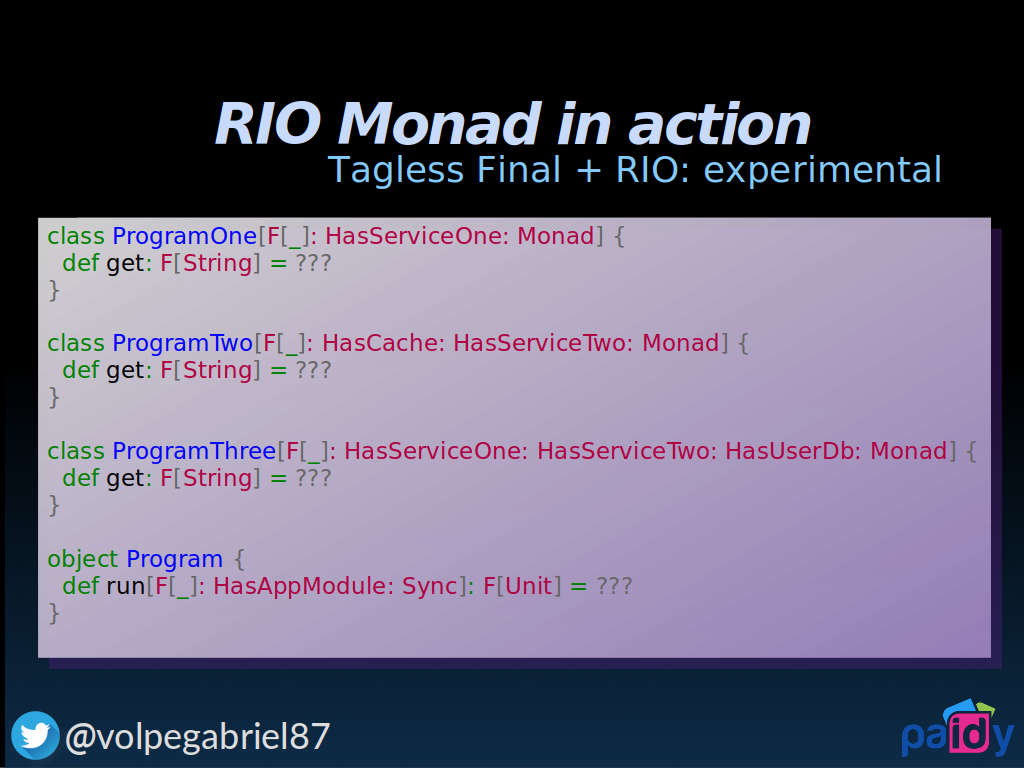 RIO Monad in action
Tagless Final + RIO: experimental
class ProgramOne[F[_]: HasServiceOne: Monad] {
  def get: F[String] = ???
}
class ProgramTwo[F[_]: HasCache: HasServiceTwo: Monad] {
  def get: F[String] = ???
}
class ProgramThree[F[_]: HasServiceOne: HasServiceTwo: HasUserDb: Monad] {
  def get: F[String] = ???
}
object Program {
  def run[F[_]: HasAppModule: Sync]: F[Unit] = ???
}
@volpegabriel87
paidy